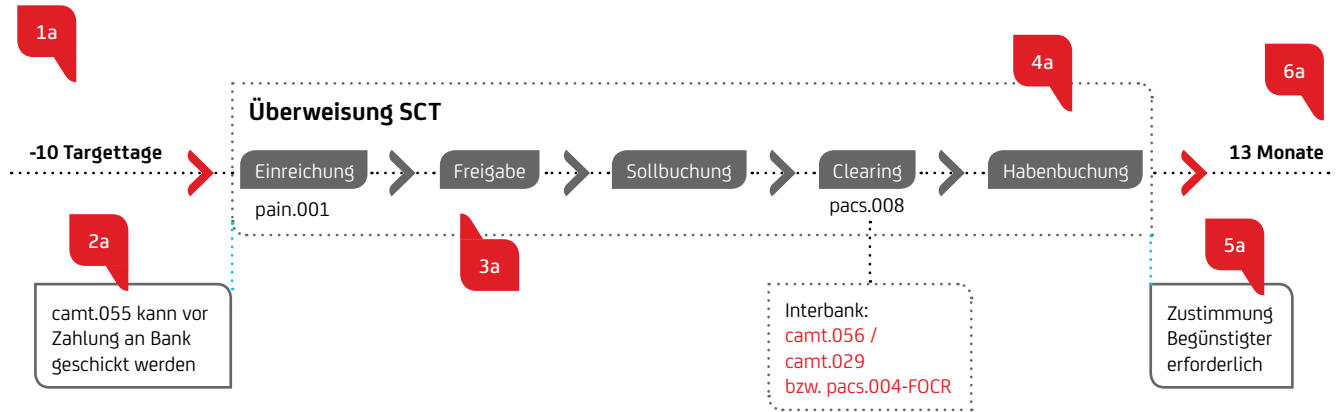 1a
4a
6a
Überweisung SCT
-10 Targettage
Einreichung
Freigabe
Sollbuchung
Clearing
Habenbuchung
13 Monate
pain.001
pacs.008
2a
3a
5a
camt.055 kann vor
Zahlung an Bank
geschickt werden
Interbank:
camt.056 /
camt.029
bzw. pacs.004-FOCR
Zustimmung
Begünstigter
erforderlich